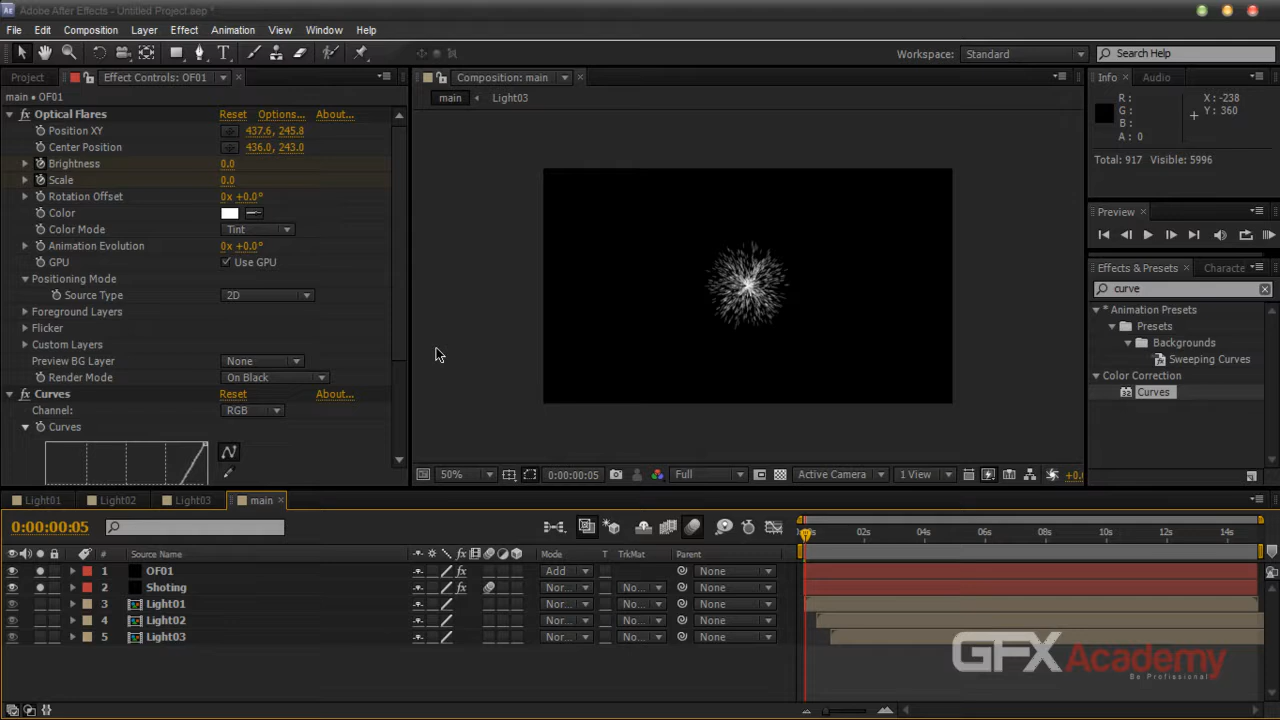 Adobe After Effects - Untitled Project.aep *
File Edit Composition Layer Effect Animation View Window Help
Workspace: Standard Search Help
Project Effect Controls: OF01 Composition: main Info Audio
main • OF01
main Light03
R: X: -238
G: Y: 360
B:
A: 0
Total: 917 Visible: 5996
Optical Flares Reset Options... About...
Position XY 437.6, 245.8
Center Position 436.0, 243.0
Brightness 0.0
Scale 0.0
Rotation Offset 0x +0.0°
Color
Color Mode Tint
Animation Evolution 0x +0.0°
GPU Use GPU
Positioning Mode
Source Type 2D
Foreground Layers
Flicker
Custom Layers
Preview BG Layer None
Render Mode On Black
Curves Reset About...
Channel: RGB
Curves
Preview
Effects & Presets Characte
curve
* Animation Presets
Presets
Backgrounds
Sweeping Curves
Color Correction
Curves
50% 0:00:00:05 Full Active Camera 1 View +0.
Light01 Light02 Light03 main
0:00:00:05
02s 04s 06s 08s 10s 12s 14s
# Source Name Mode T TrkMat Parent
1 OF01 Add None
2 Shoting Nor... No... None
3 Light01 Nor... No... None
4 Light02 Nor... No... None
5 Light03 Nor... No... None
GFX Academy
Be Profissional